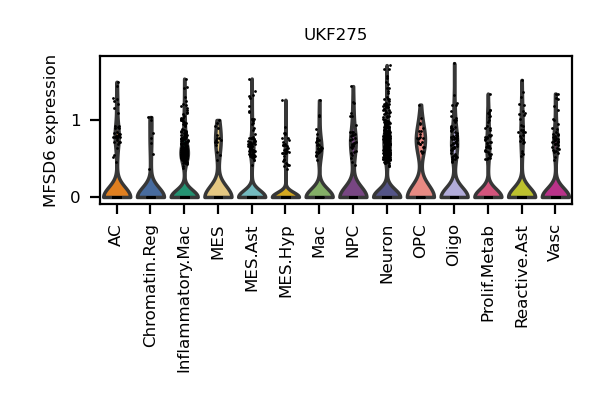 UKF275
MFSD6 expression
1
0
AC
Chromatin.Reg
Inflammatory.Mac
MES
MES.Ast
MES.Hyp
Mac
NPC
Neuron
OPC
Oligo
Prolif.Metab
Reactive.Ast
Vasc